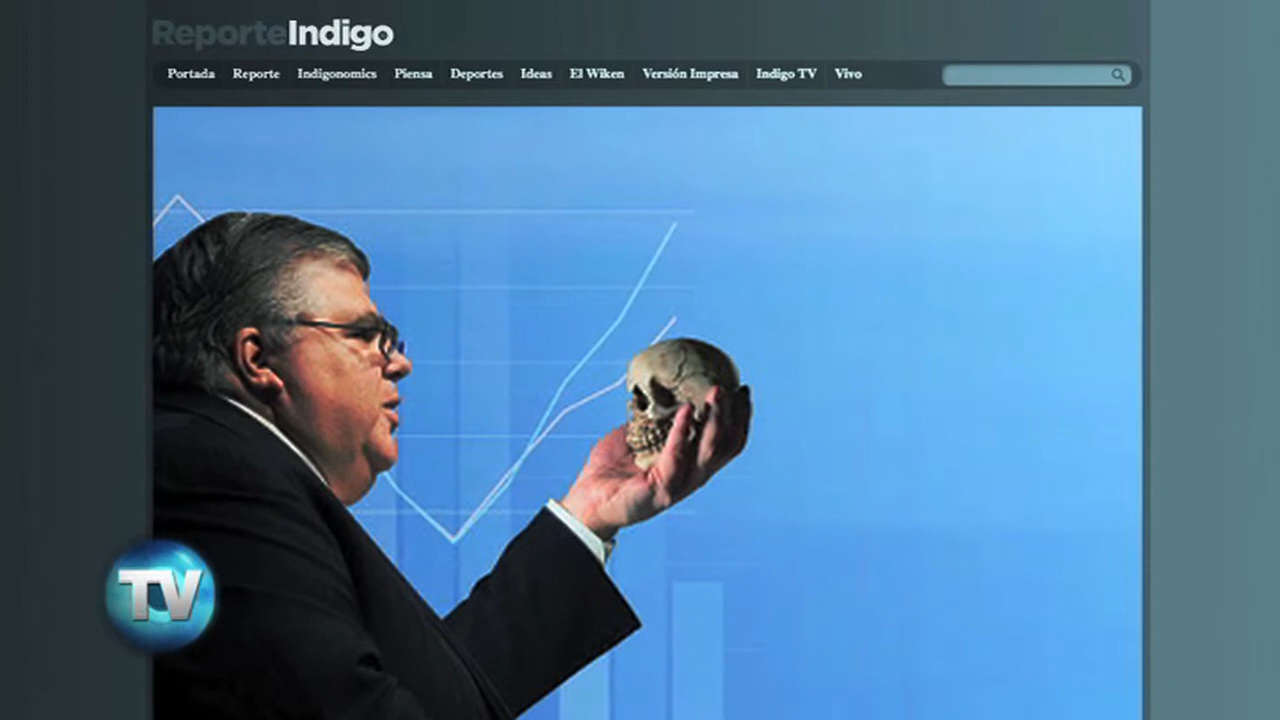 ReporteIndigo
Portada Reporte Indigonomics Piensa Deportes Ideas El Wiken Versión Impresa Indigo TV Vivo
TV